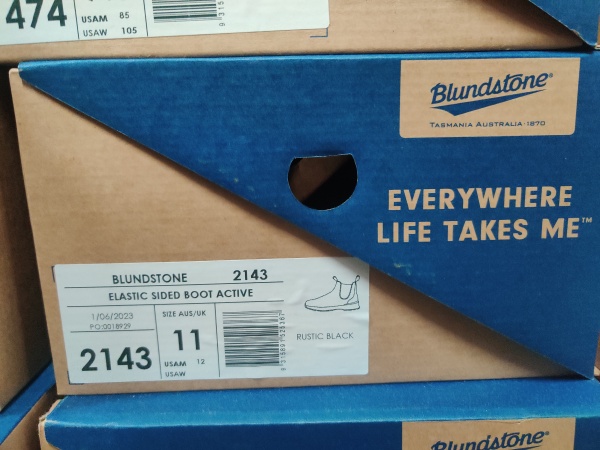 474
USAM 85
USAW 105
Blundstone®
TASMANIA AUSTRALIA·1870
EVERYWHERE
LIFE TAKES ME™
BLUNDSTONE 2143
ELASTIC SIDED BOOT ACTIVE
1/06/2023
PO:0018929
2143
SIZE AUS/UK
11
USAM 12
USAW
RUSTIC BLACK
Blundstone®